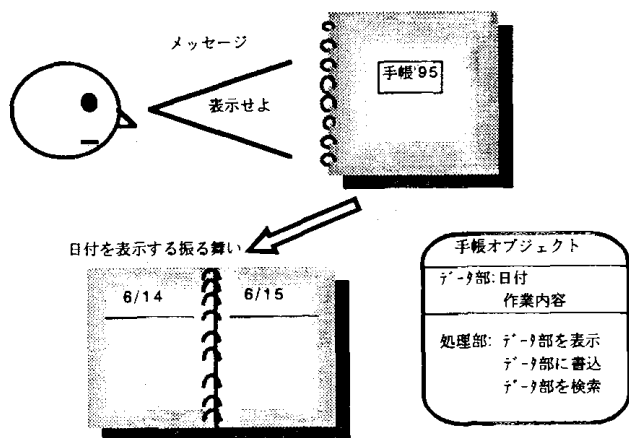 メッセージ
手帳'95
表示せよ
日付を表示する振る舞い
6/14
6/15
手帳オブジェクト
データ部:日付
作業内容
処理部: データ部を表示
データ部に書込
データ部を検索